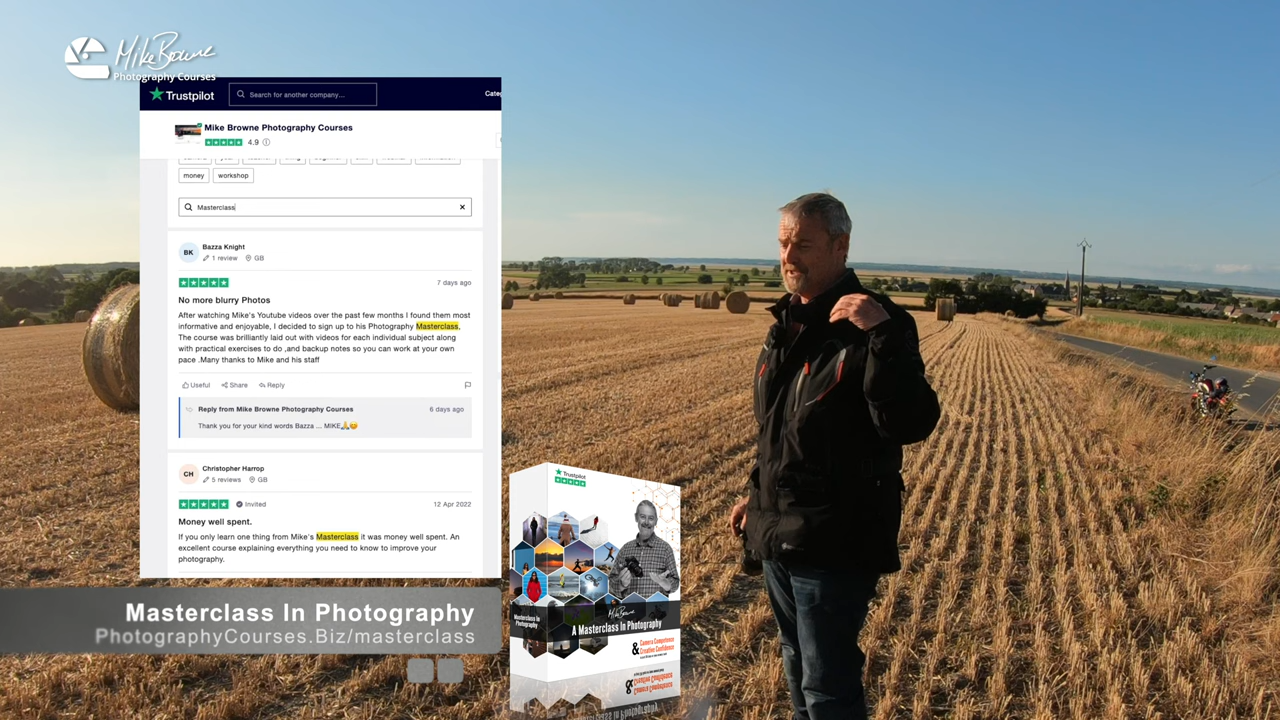 Mike Browne
Photography Courses
Trustpilot
Search for another company...
Mike Browne Photography Courses
4.9
money
workshop
Masterclass
BK
Bazza Knight
1 review
GB
7 days ago
No more blurry Photos
After watching Mike's Youtube videos over the past few months I found them most
informative and enjoyable, I decided to sign up to his Photography Masterclass,
The course was brilliantly laid out with videos for each individual subject along
with practical exercises to do ,and backup notes so you can work at your own
pace .Many thanks to Mike and his staff
Useful
Share
Reply
Reply from Mike Browne Photography Courses
6 days ago
Thank you for your kind words Bazza ... MIKE🙏😊
CH
Christopher Harrop
5 reviews
GB
Invited
12 Apr 2022
Money well spent.
If you only learn one thing from Mike's Masterclass it was money well spent. An
excellent course explaining everything you need to know to improve your
photography.
Masterclass In Photography
PhotographyCourses.Biz/masterclass
Trustpilot
Masterclass In
Photography
Mike Browne
A Masterclass In Photography
& Camera Competence
Creative Confidence